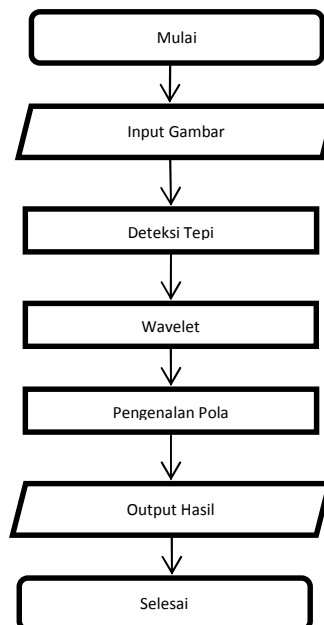 Mulai
Input Gambar
Deteksi Tepi
Wavelet
Pengenalan Pola
Output Hasil
Selesai